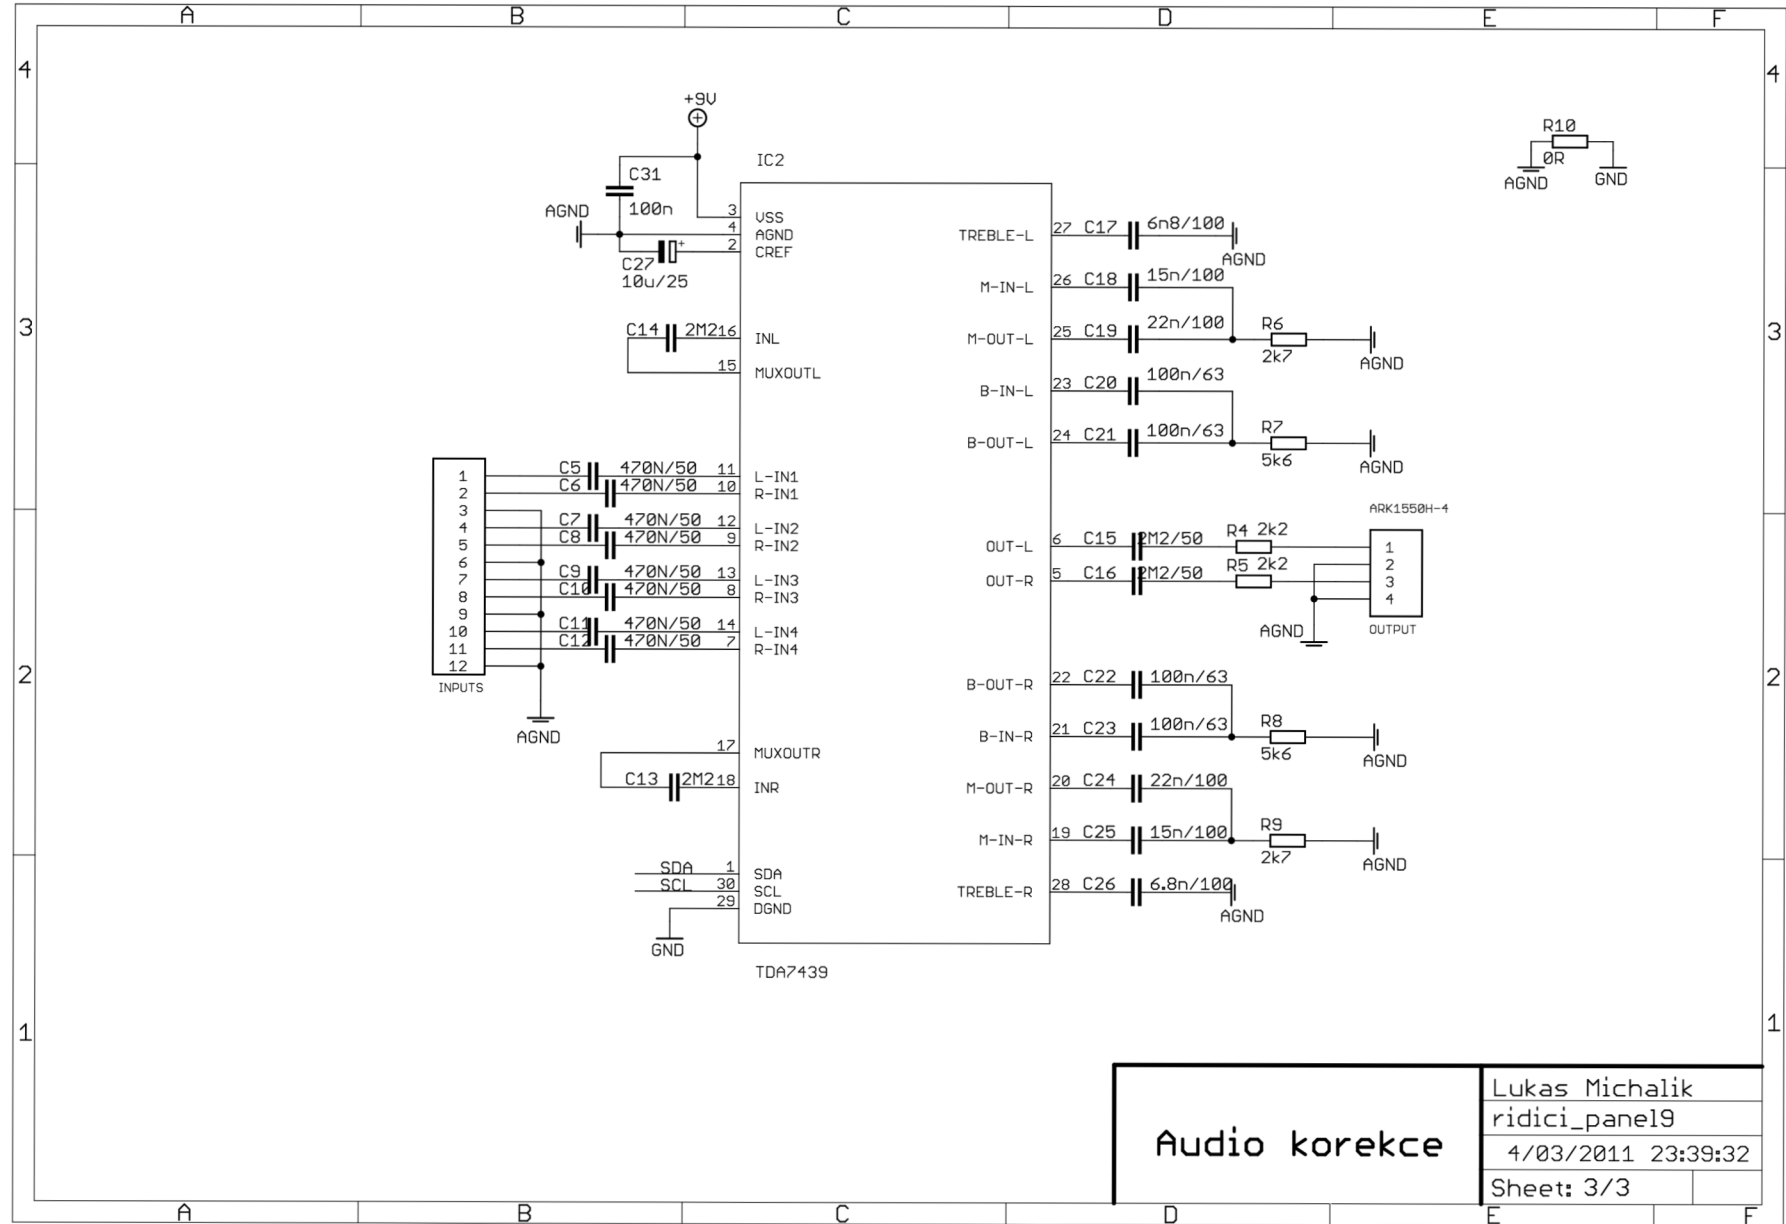 A B C D E F
4 4
+9V
R10
0R
AGND GND
IC2
C31
100n
AGND
C27 +
10u/25
3 VSS
4 AGND
2 CREF
TREBLE-L 27 C17 6n8/100
AGND
M-IN-L 26 C18 15n/100
3 3
C14 2M2 16 INL
15 MUXOUTL
M-OUT-L 25 C19 22n/100 R6
2k7
AGND
B-IN-L 23 C20 100n/63
B-OUT-L 24 C21 100n/63 R7
5k6
AGND
1 C5 470N/50 11 L-IN1
2 C6 470N/50 10 R-IN1
3
4 C7 470N/50 12 L-IN2
5 C8 470N/50 9 R-IN2
6
7 C9 470N/50 13 L-IN3
8 C10 470N/50 8 R-IN3
9
10 C11 470N/50 14 L-IN4
11 C12 470N/50 7 R-IN4
12
INPUTS
AGND
ARK1550H-4
OUT-L 6 C15 2M2/50 R4 2k2 1
2
OUT-R 5 C16 2M2/50 R5 2k2 3
4
AGND
OUTPUT
2 2
B-OUT-R 22 C22 100n/63
B-IN-R 21 C23 100n/63 R8
5k6
AGND
17 MUXOUTR
C13 2M2 18 INR
M-OUT-R 20 C24 22n/100
M-IN-R 19 C25 15n/100 R9
2k7
AGND
SDA 1 SDA
SCL 30 SCL
29 DGND
GND
TREBLE-R 28 C26 6.8n/100
AGND
TDA7439
1 1
Audio korekce
Lukas Michalik
ridici_panel9
4/03/2011 23:39:32
Sheet: 3/3
A B C D E F